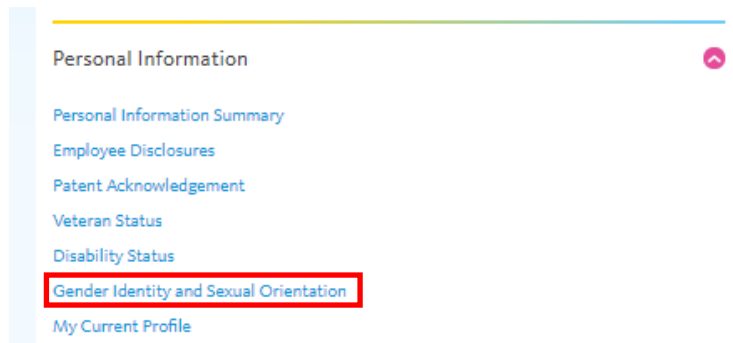 Personal Information
Personal Information Summary
Employee Disclosures
Patent Acknowledgement
Veteran Status
Disability Status
Gender Identity and Sexual Orientation
My Current Profile